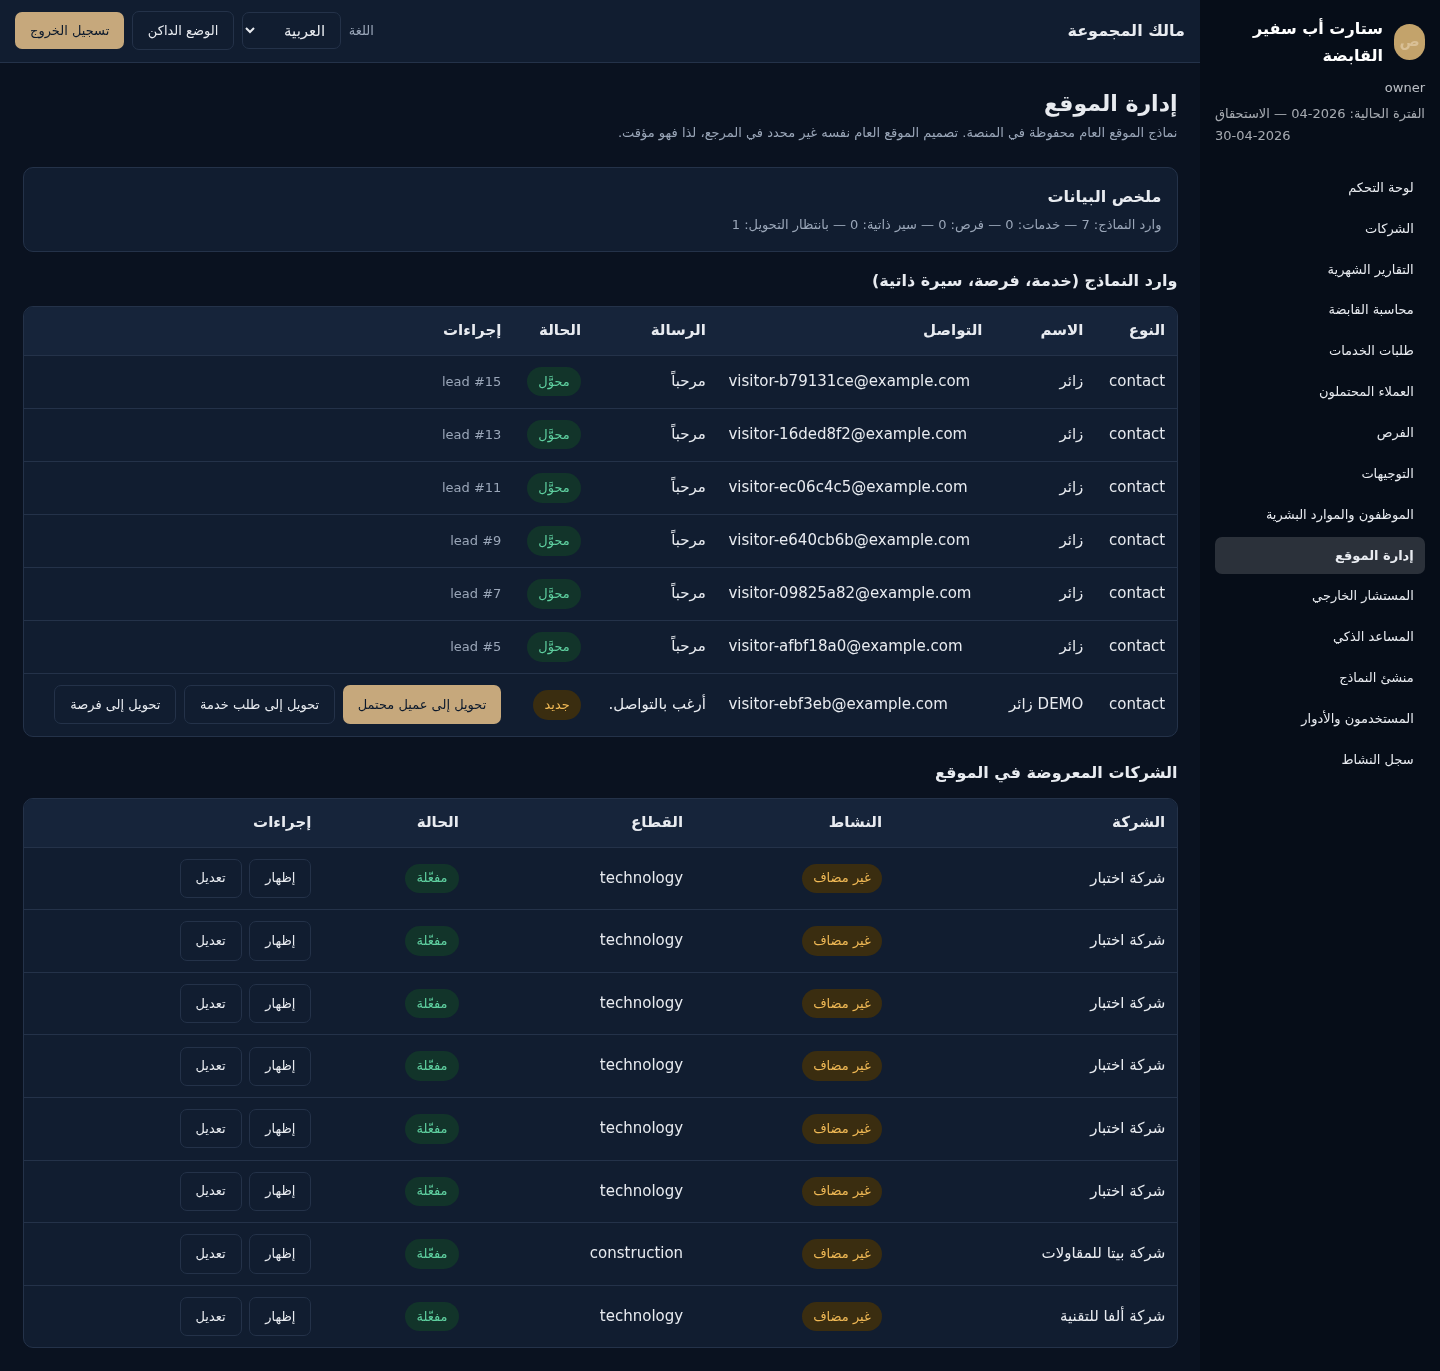 ص
ستارت أب سفير
القابضة
owner
الفترة الحالية: 2026-04 — الاستحقاق
2026-04-30
لوحة التحكم
الشركات
التقارير الشهرية
محاسبة القابضة
طلبات الخدمات
العملاء المحتملون
الفرص
التوجيهات
الموظفون والموارد البشرية
إدارة الموقع
المستشار الخارجي
المساعد الذكي
منشئ النماذج
المستخدمون والأدوار
سجل النشاط
مالك المجموعة
اللغة العربية الوضع الداكن تسجيل الخروج
إدارة الموقع
نماذج الموقع العام محفوظة في المنصة. تصميم الموقع العام نفسه غير محدد في المرجع، لذا فهو مؤقت.
ملخص البيانات
وارد النماذج: 7 — خدمات: 0 — فرص: 0 — سير ذاتية: 0 — بانتظار التحويل: 1
وارد النماذج (خدمة، فرصة، سيرة ذاتية)
النوع الاسم التواصل الرسالة الحالة إجراءات
contact زائر visitor-b79131ce@example.com مرحباً محوَّل lead #15
contact زائر visitor-16ded8f2@example.com مرحباً محوَّل lead #13
contact زائر visitor-ec06c4c5@example.com مرحباً محوَّل lead #11
contact زائر visitor-e640cb6b@example.com مرحباً محوَّل lead #9
contact زائر visitor-09825a82@example.com مرحباً محوَّل lead #7
contact زائر visitor-afbf18a0@example.com مرحباً محوَّل lead #5
contact DEMO زائر visitor-ebf3eb@example.com أرغب بالتواصل. جديد تحويل إلى عميل محتمل تحويل إلى طلب خدمة تحويل إلى فرصة
الشركات المعروضة في الموقع
الشركة النشاط القطاع الحالة إجراءات
شركة اختبار غير مضاف technology مفعّلة إظهار تعديل
شركة اختبار غير مضاف technology مفعّلة إظهار تعديل
شركة اختبار غير مضاف technology مفعّلة إظهار تعديل
شركة اختبار غير مضاف technology مفعّلة إظهار تعديل
شركة اختبار غير مضاف technology مفعّلة إظهار تعديل
شركة اختبار غير مضاف technology مفعّلة إظهار تعديل
شركة بيتا للمقاولات غير مضاف construction مفعّلة إظهار تعديل
شركة ألفا للتقنية غير مضاف technology مفعّلة إظهار تعديل